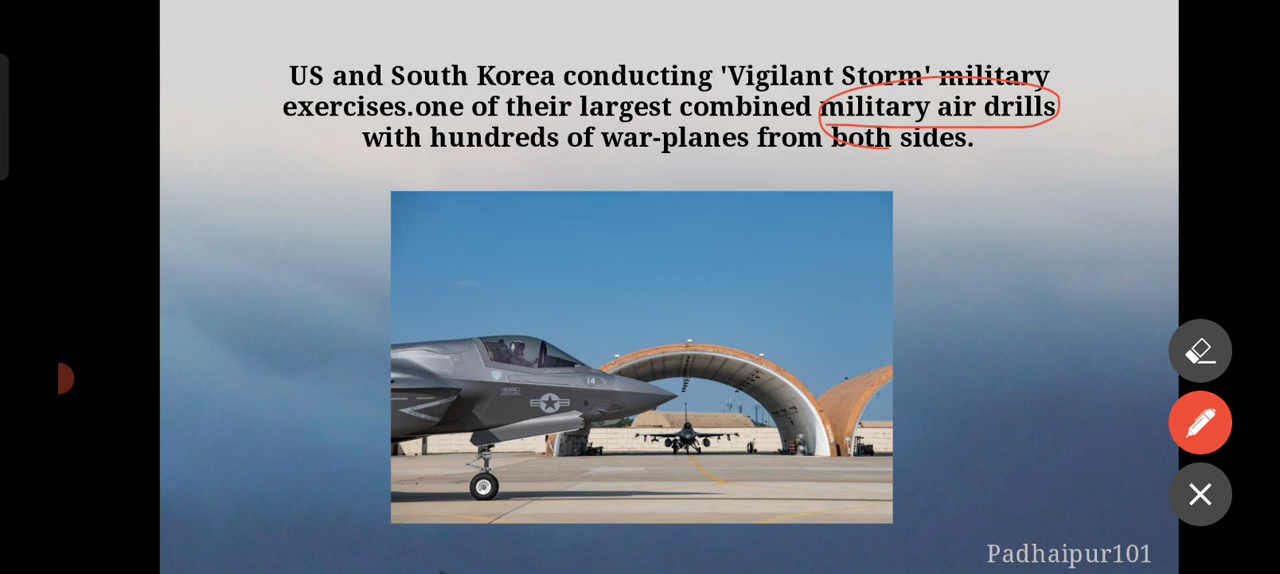 US and South Korea conducting 'Vigilant Storm' military
exercises.one of their largest combined military air drills
with hundreds of war-planes from both sides.
14
Padhaipur101